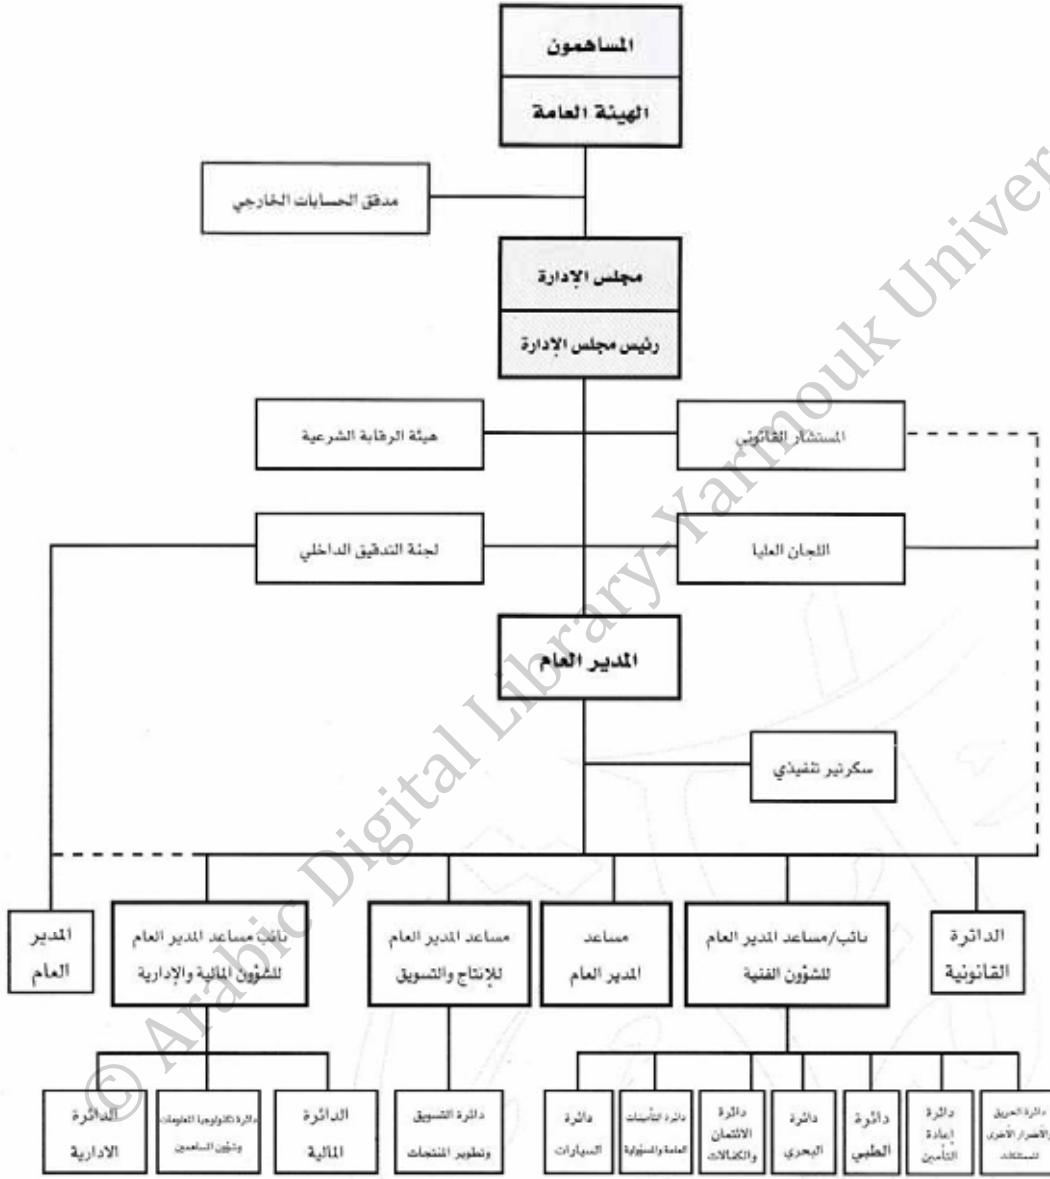 المساهمون
الهيئة العامة
مدقق الحسابات الخارجي
مجلس الإدارة
رئيس مجلس الإدارة
المستشار القانوني
هيئة الرقابة الشرعية
اللجان العليا
لجنة التدقيق الداخلي
المدير العام
سكرتير تنفيذي
الدائرة
القانونية
نائب/مساعد المدير العام
للشؤون الفنية
مساعد
المدير العام
مساعد المدير العام
للإنتاج والتسويق
نائب مساعد المدير العام
للشؤون المالية والإدارية
المدير
العام
دائرة الحريق
والأضرار الأخرى
للممتلكات
دائرة
إعادة
التأمين
دائرة
الطبي
دائرة
البحري
دائرة
الائتمان
والكفالات
دائرة التأمينات
العامة والمسؤولية
دائرة
السيارات
دائرة التسويق
وتطوير المنتجات
الدائرة
المالية
دائرة تكنولوجيا المعلومات
وشؤون المساهمين
الدائرة
الادارية
© Arabic Digital Library-Yarmouk Univer